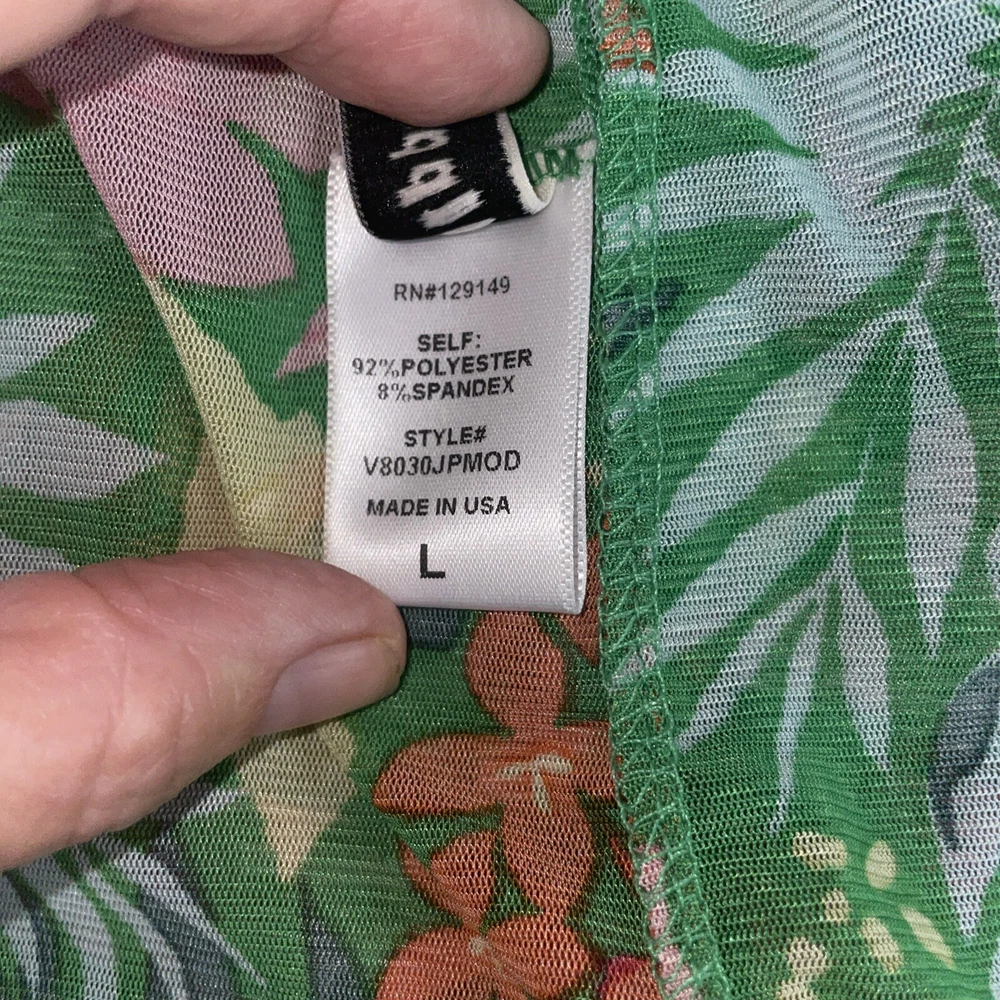 RN#129149
SELF:
92%POLYESTER
8%SPANDEX
STYLE#
V8030JPMOD
MADE IN USA
L